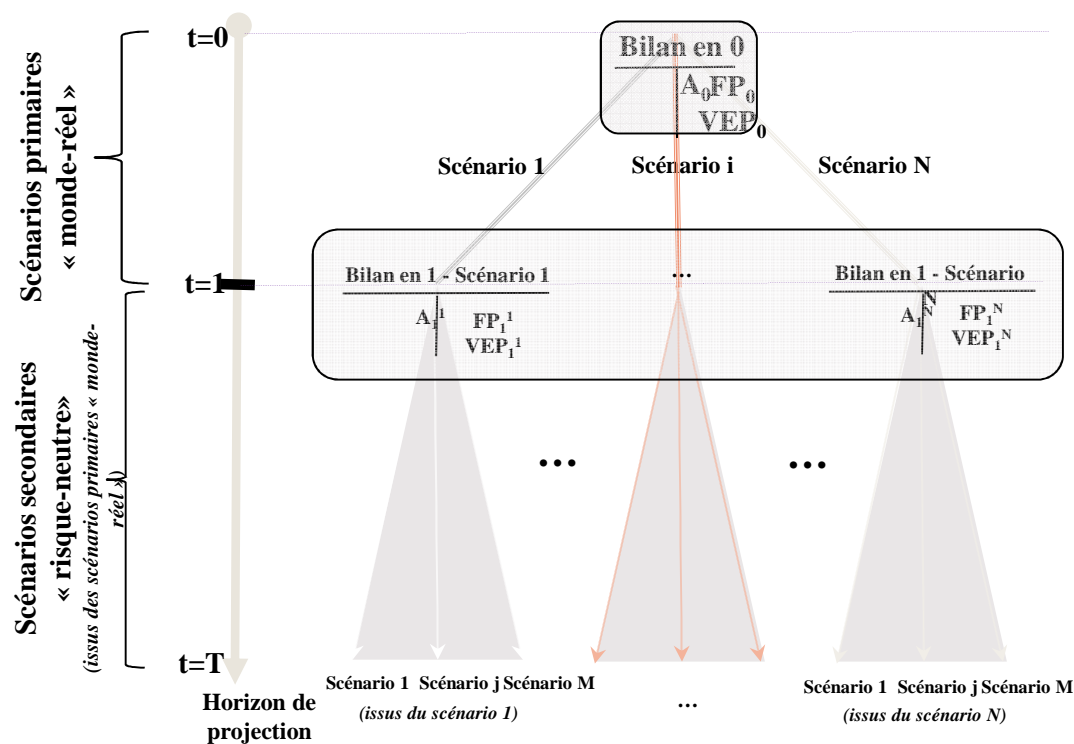 t=0
Bilan en 0
A0 FP0
VEP0
Scénarios primaires
« monde-réel »
Scénario 1
Scénario i
Scénario N
t=1
Bilan en 1 - Scénario 1
A1 1
FP1 1
VEP1 1
...
Bilan en 1 - Scénario
N
A1 N
FP1 N
VEP1 N
Scénarios secondaires
« risque-neutre»
(issus des scénarios primaires « monde-
réel »)
...
...
t=T
Horizon de
projection
Scénario 1 Scénario j Scénario M
(issus du scénario 1)
...
Scénario 1 Scénario j Scénario M
(issus du scénario N)